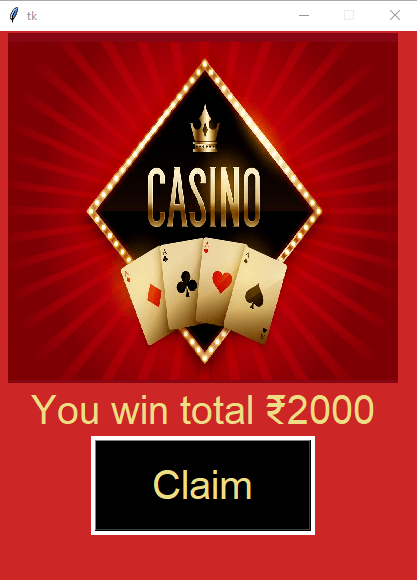 tk
CASINO
A A A A
You win total ₹2000
Claim